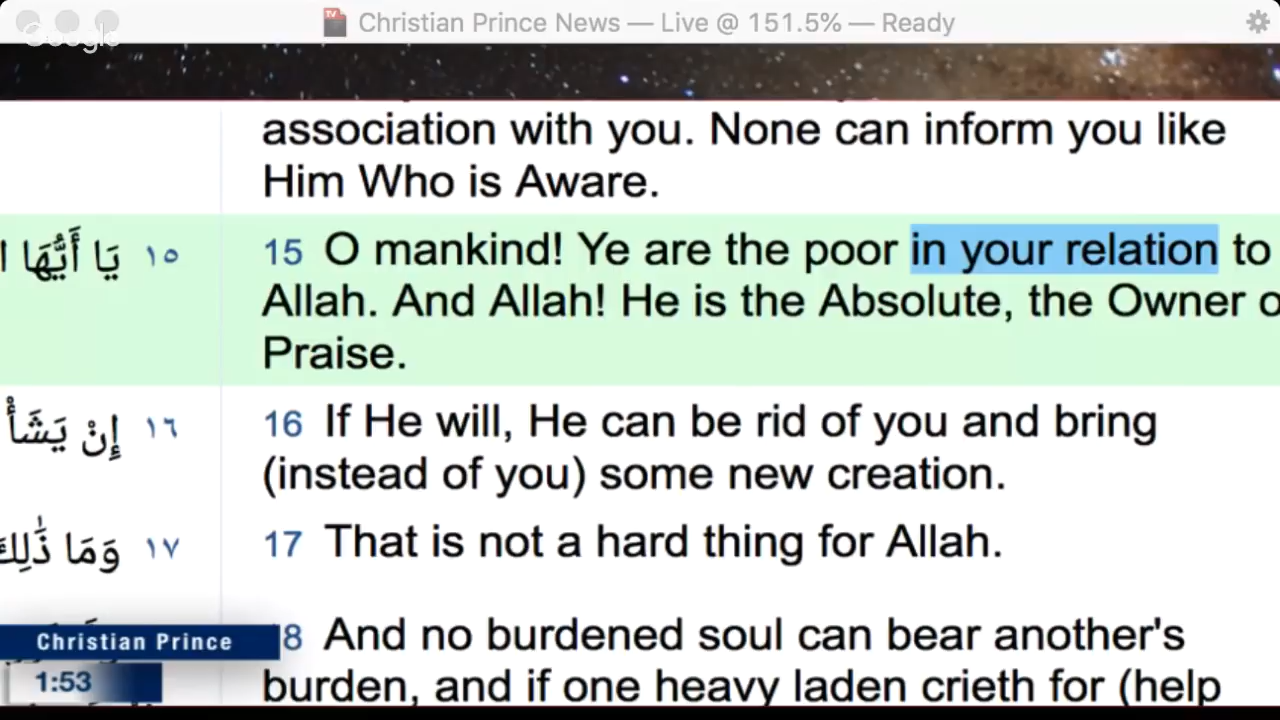 Christian Prince News — Live @ 151.5% — Ready
Google
association with you. None can inform you like
Him Who is Aware.
١٥ يَا أَيُّهَا ا
15 O mankind! Ye are the poor in your relation to
Allah. And Allah! He is the Absolute, the Owner o
Praise.
١٦ إِنْ يَشَأْ
16 If He will, He can be rid of you and bring
(instead of you) some new creation.
١٧ وَمَا ذَٰلِكَ
17 That is not a hard thing for Allah.
8 And no burdened soul can bear another's
burden, and if one heavy laden crieth for (help
Christian Prince
1:53